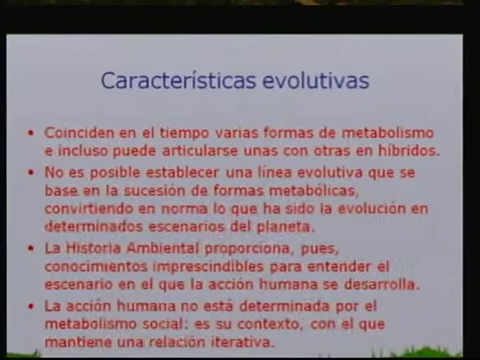 Características evolutivas
• Coinciden en el tiempo varias formas de metabolismo
e incluso puede articularse unas con otras en híbridos.
• No es posible establecer una línea evolutiva que se
base en la sucesión de formas metabólicas,
convirtiendo en norma lo que ha sido la evolución en
determinados escenarios del planeta.
• La Historia Ambiental proporciona, pues,
conocimientos imprescindibles para entender el
escenario en el que la acción humana se desarrolla.
• La acción humana no está determinada por el
metabolismo social: es su contexto, con el que
mantiene una relación iterativa.